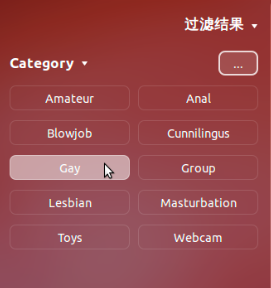 过滤结果
Category
...
Amateur Anal
Blowjob Cunnilingus
Gay Group
Lesbian Masturbation
Toys Webcam